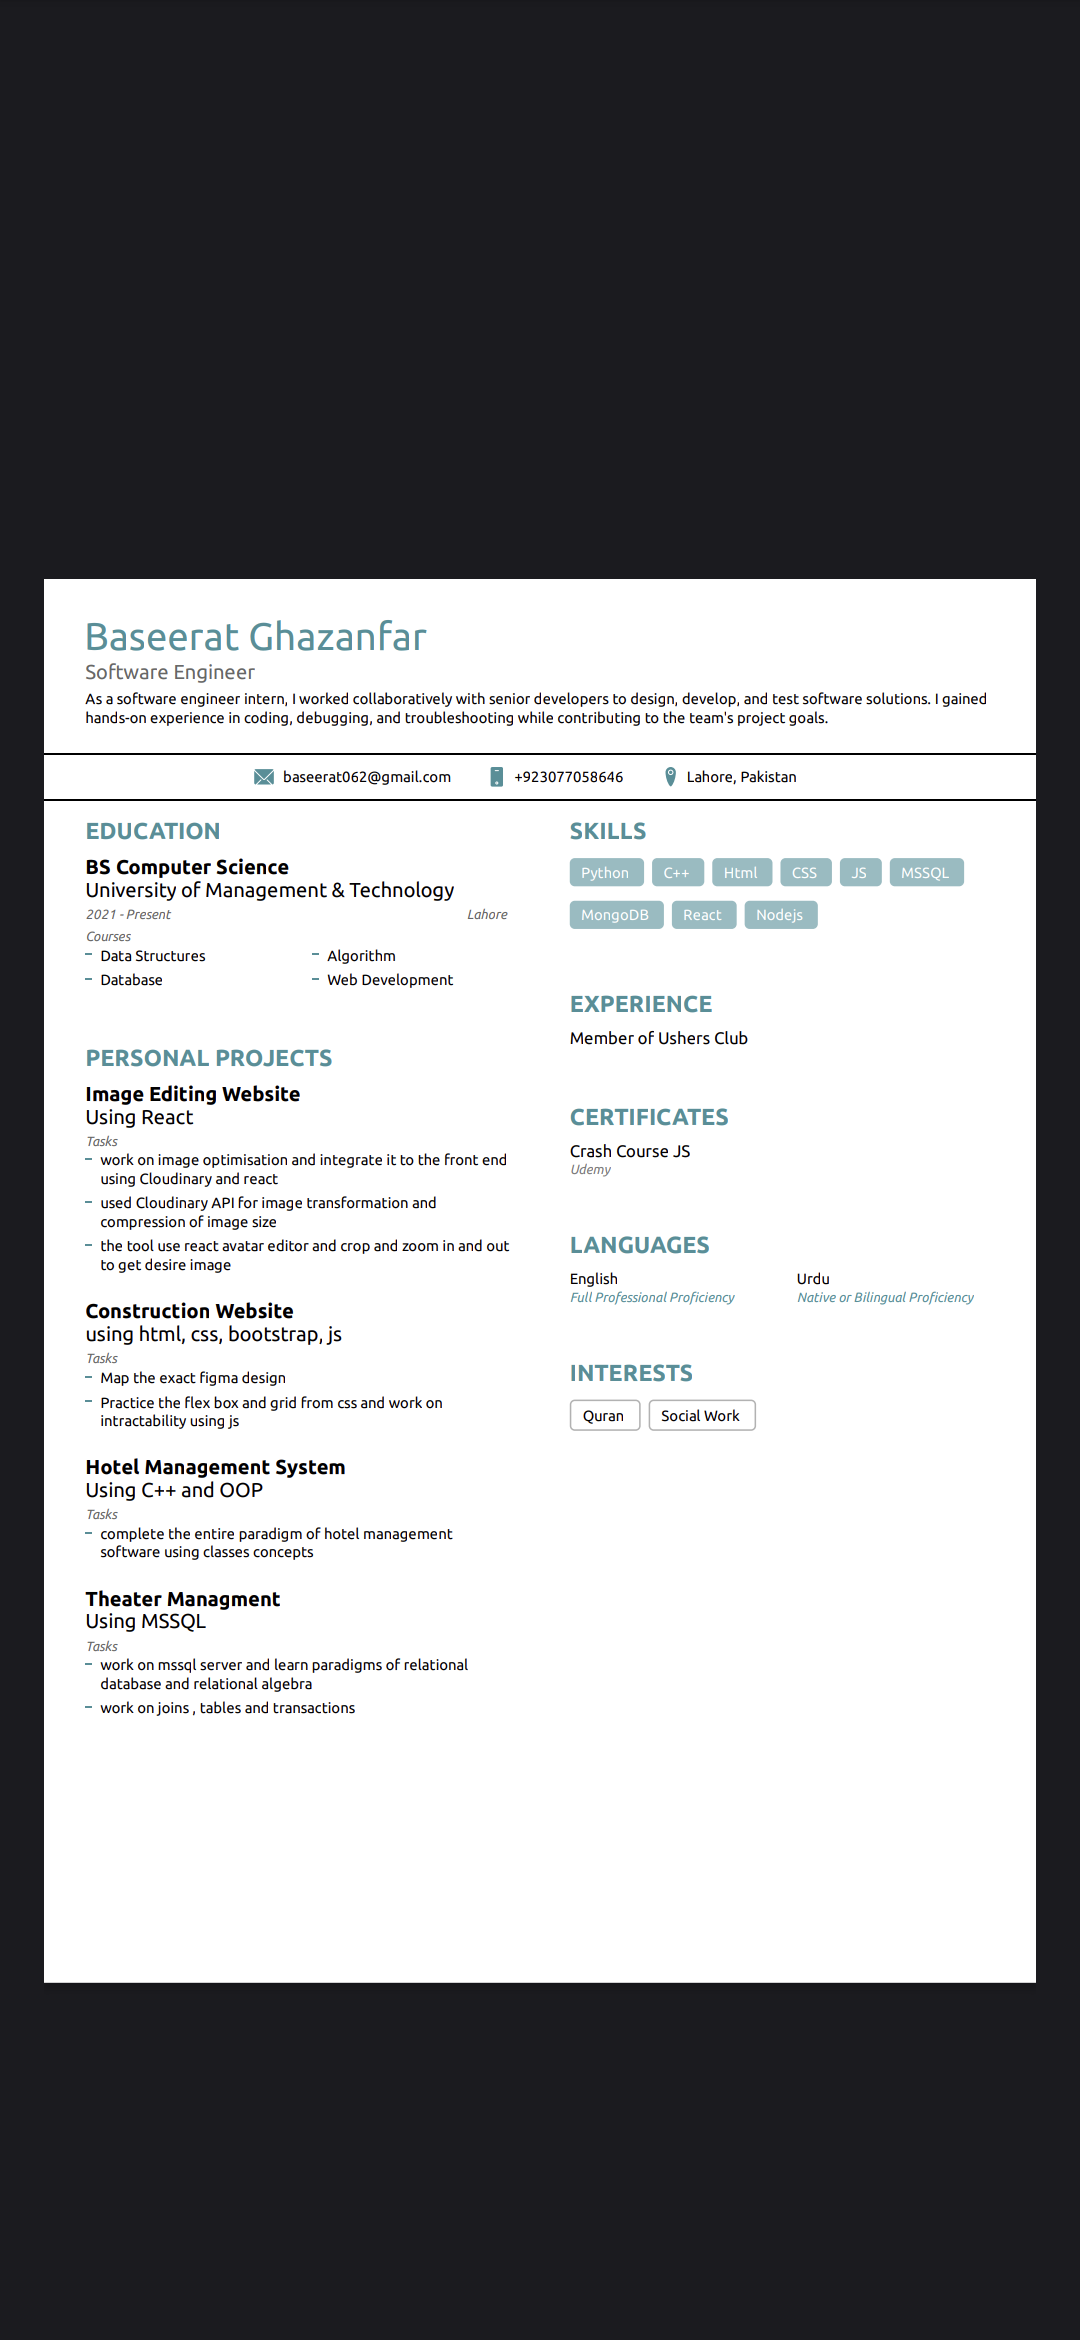 Baseerat Ghazanfar
Software Engineer
As a software engineer intern, I worked collaboratively with senior developers to design, develop, and test software solutions. I gained
hands-on experience in coding, debugging, and troubleshooting while contributing to the team's project goals.
baseerat062@gmail.com
+923077058646
Lahore, Pakistan
EDUCATION
BS Computer Science
University of Management & Technology
2021 - Present Lahore
Courses
Data Structures
Algorithm
Database
Web Development
PERSONAL PROJECTS
Image Editing Website
Using React
Tasks
work on image optimisation and integrate it to the front end
using Cloudinary and react
used Cloudinary API for image transformation and
compression of image size
the tool use react avatar editor and crop and zoom in and out
to get desire image
Construction Website
using html, css, bootstrap, js
Tasks
Map the exact figma design
Practice the flex box and grid from css and work on
intractability using js
Hotel Management System
Using C++ and OOP
Tasks
complete the entire paradigm of hotel management
software using classes concepts
Theater Managment
Using MSSQL
Tasks
work on mssql server and learn paradigms of relational
database and relational algebra
work on joins , tables and transactions
SKILLS
Python C++ Html CSS JS MSSQL
MongoDB React Nodejs
EXPERIENCE
Member of Ushers Club
CERTIFICATES
Crash Course JS
Udemy
LANGUAGES
English
Full Professional Proficiency
Urdu
Native or Bilingual Proficiency
INTERESTS
Quran Social Work